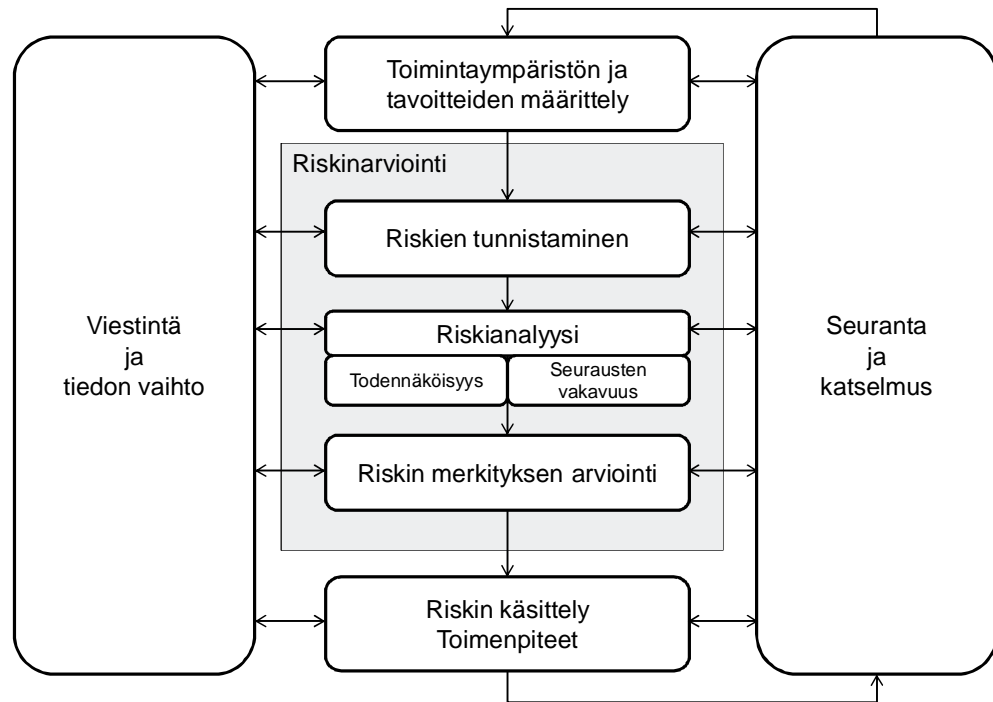 Toimintaympäristön ja
tavoitteiden määrittely
Riskinarviointi
Riskien tunnistaminen
Viestintä
ja
tiedon vaihto
Riskianalyysi
Todennäköisyys
Seurausten
vakavuus
Seuranta
ja
katselmus
Riskin merkityksen arviointi
Riskin käsittely
Toimenpiteet